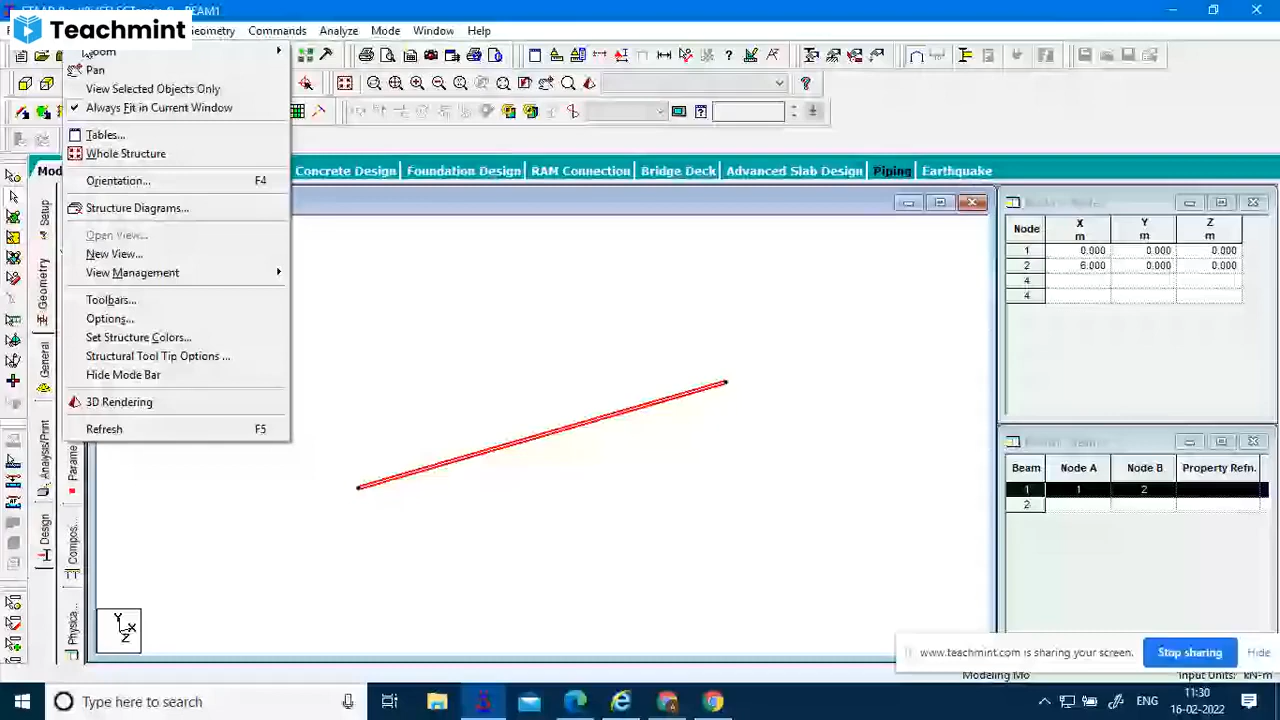 Teachmint
BEAM1
Geometry Commands Analyze Mode Window Help
Zoom
Pan
View Selected Objects Only
Always Fit in Current Window
Tables...
Whole Structure
Orientation... F4
Structure Diagrams...
Open View...
New View...
View Management
Toolbars...
Options...
Set Structure Colors...
Structural Tool Tip Options ...
Hide Mode Bar
3D Rendering
Refresh F5
Concrete Design Foundation Design RAM Connection Bridge Deck Advanced Slab Design Piping Earthquake
Setup
Geometry
General
Analysis/Print
Design
Node X Y Z
m m m
1 0.000 0.000 0.000
2 6.000 0.000 0.000
4
4
Beam Node A Node B Property Refn.
1 1 2
2
Y
X
Z
www.teachmint.com is sharing your screen. Stop sharing Hide
Modeling Mo Input Units: kN-m
Type here to search
ENG
11:30
16-02-2022